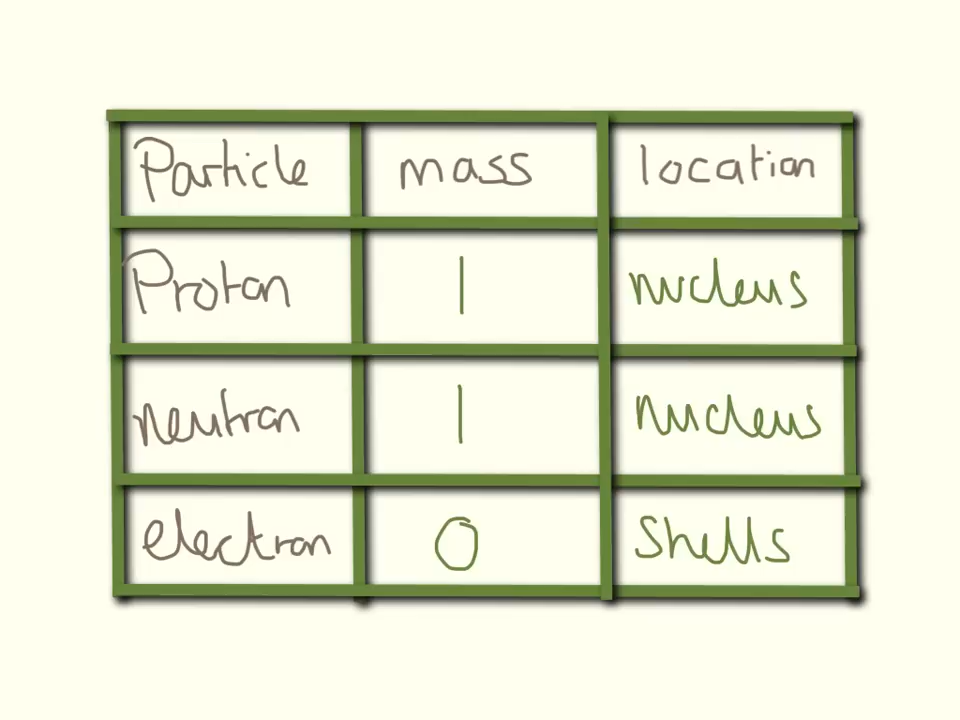 Particle mass location
Proton 1 nucleus
neutron 1 nucleus
electron 0 shells